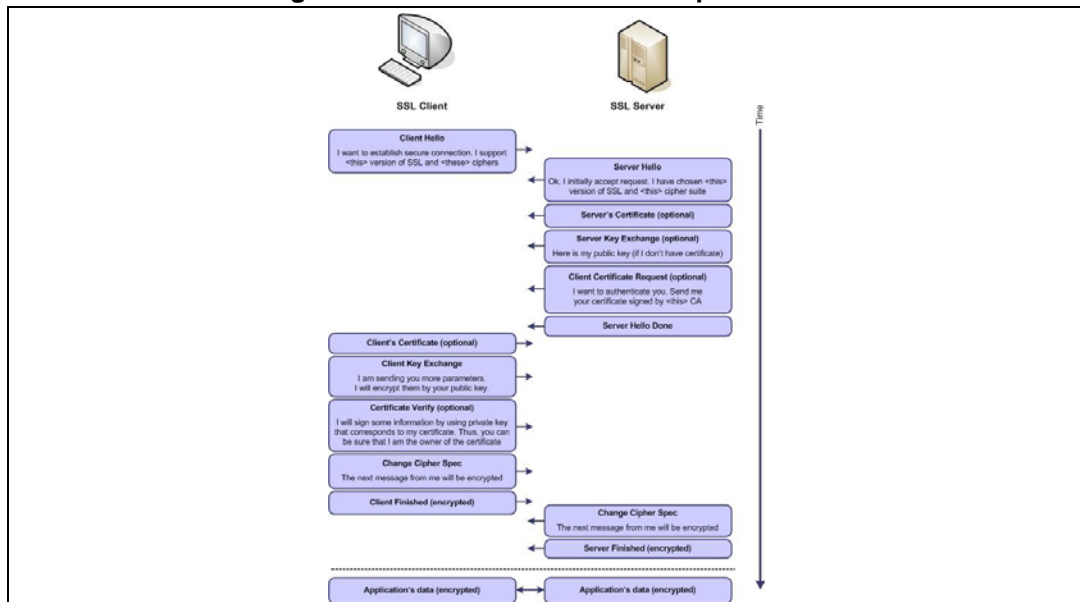 SSL Client
SSL Server
Time
Client Hello
I want to establish secure connection. I support
<this> version of SSL and <these> ciphers
Server Hello
Ok, I initially accept request. I have chosen <this>
version of SSL and <this> cipher suite
Server's Certificate (optional)
Server Key Exchange (optional)
Here is my public key (if I don't have certificate)
Client Certificate Request (optional)
I want to authenticate you. Send me
your certificate signed by <this> CA
Server Hello Done
Client's Certificate (optional)
Client Key Exchange
I am sending you more parameters.
I will encrypt them by your public key
Certificate Verify (optional)
I will sign some information by using private key
that corresponds to my certificate. Thus, you can
be sure that I am the owner of the certificate
Change Cipher Spec
The next message from me will be encrypted
Client Finished (encrypted)
Change Cipher Spec
The next message from me will be encrypted
Server Finished (encrypted)
Application's data (encrypted)
Application's data (encrypted)